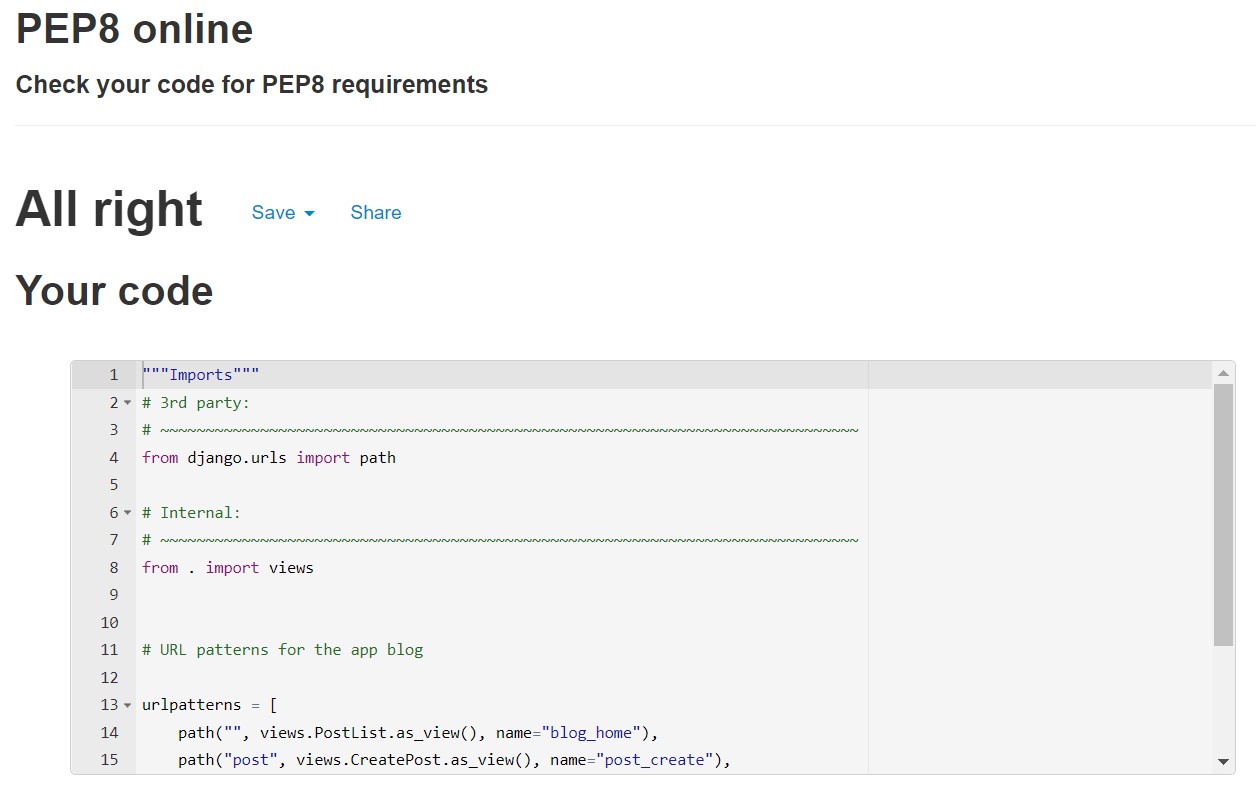 PEP8 online
Check your code for PEP8 requirements
All right Save Share
Your code
1 """Imports"""
2 # 3rd party:
3 # ~~~~~~~~~~~~~~~~~~~~~~~~~~~~~~~~~~~~~~~~~~~~~~~~~~~~~~~~~~~~~~~~~~~~~~~~~~~~~
4 from django.urls import path
5
6 # Internal:
7 # ~~~~~~~~~~~~~~~~~~~~~~~~~~~~~~~~~~~~~~~~~~~~~~~~~~~~~~~~~~~~~~~~~~~~~~~~~~~~~
8 from . import views
9
10
11 # URL patterns for the app blog
12
13 urlpatterns = [
14     path("", views.PostList.as_view(), name="blog_home"),
15     path("post", views.CreatePost.as_view(), name="post_create"),